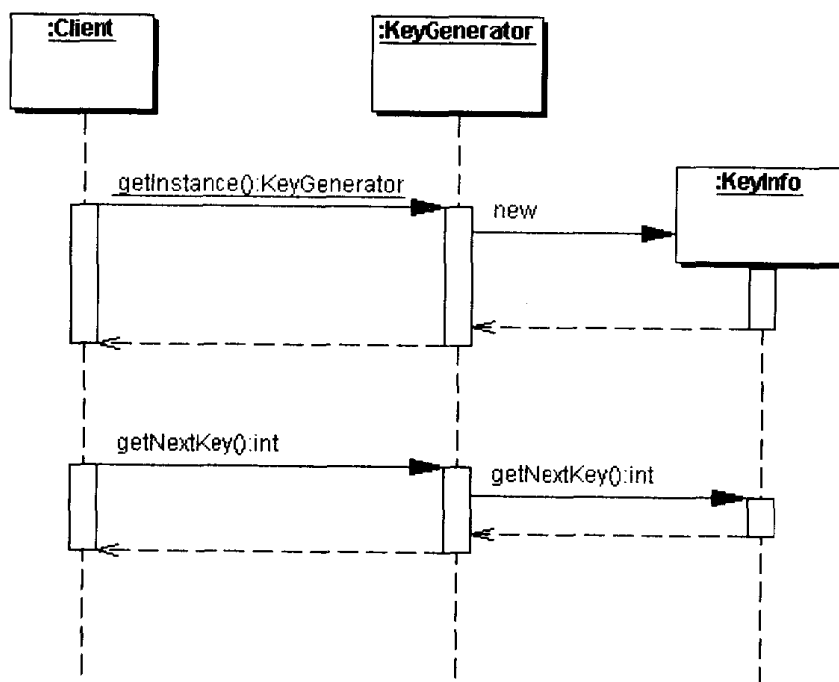 :Client
:KeyGenerator
getInstance():KeyGenerator
:KeyInfo
new
getNextKey():int
getNextKey():int